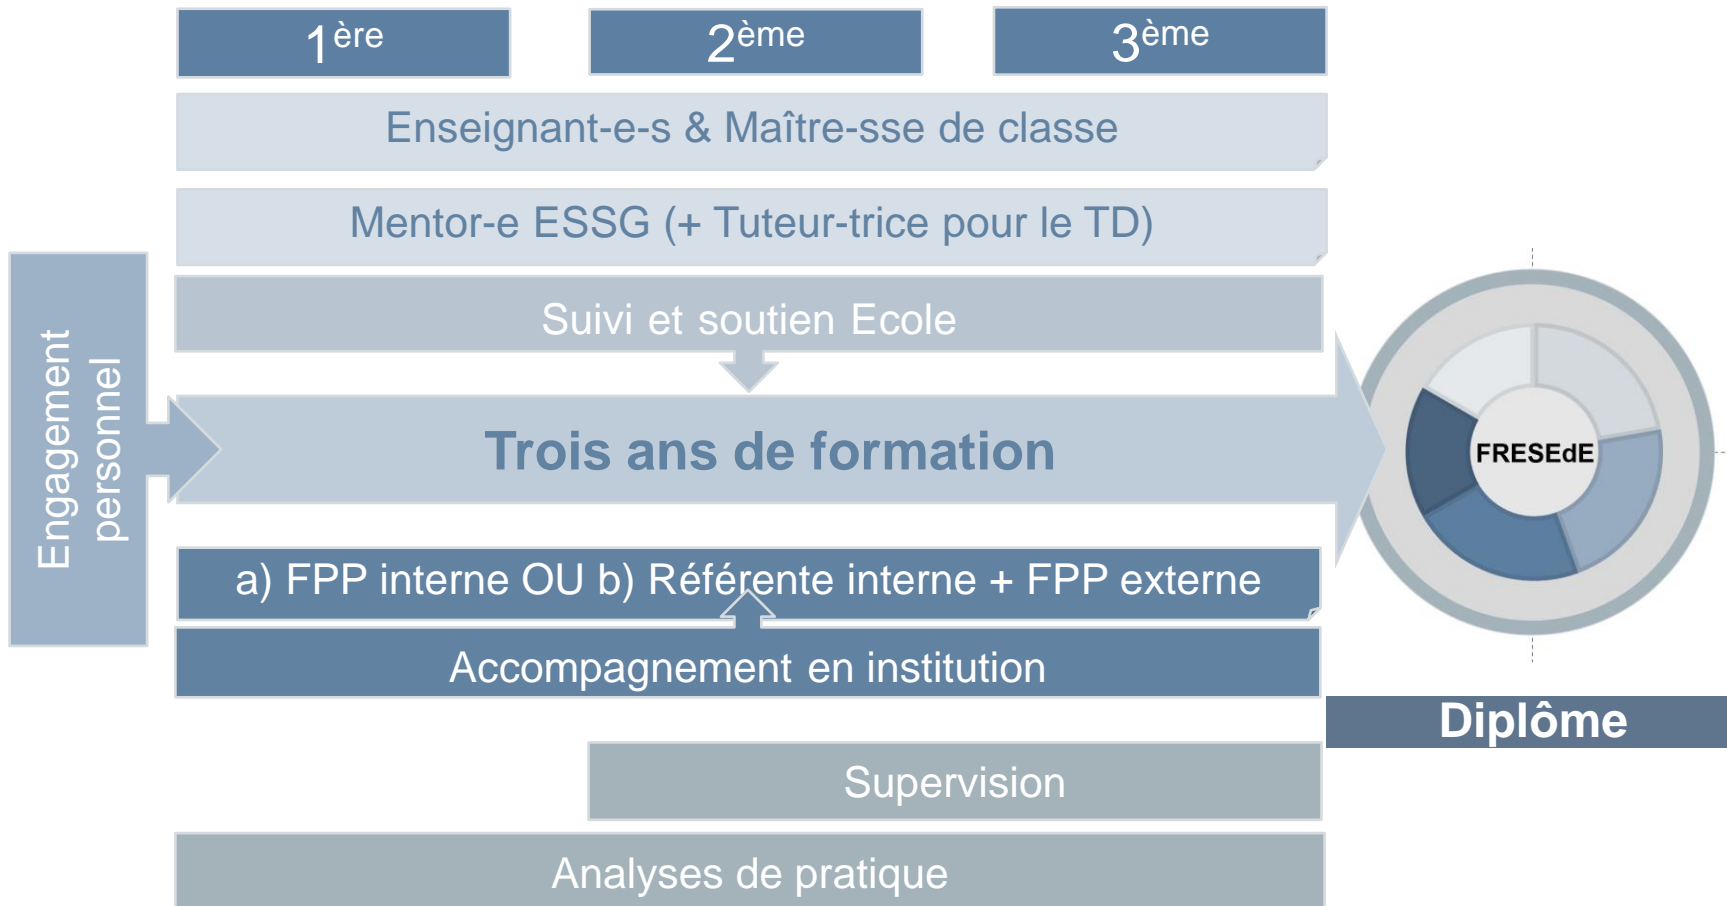 1ère
2ème
3ème
Enseignant-e-s & Maître-sse de classe
Mentor-e ESSG (+ Tuteur-trice pour le TD)
Suivi et soutien Ecole
Engagement
personnel
Trois ans de formation
FRESEdE
a) FPP interne OU b) Référente interne + FPP externe
Accompagnement en institution
Diplôme
Supervision
Analyses de pratique